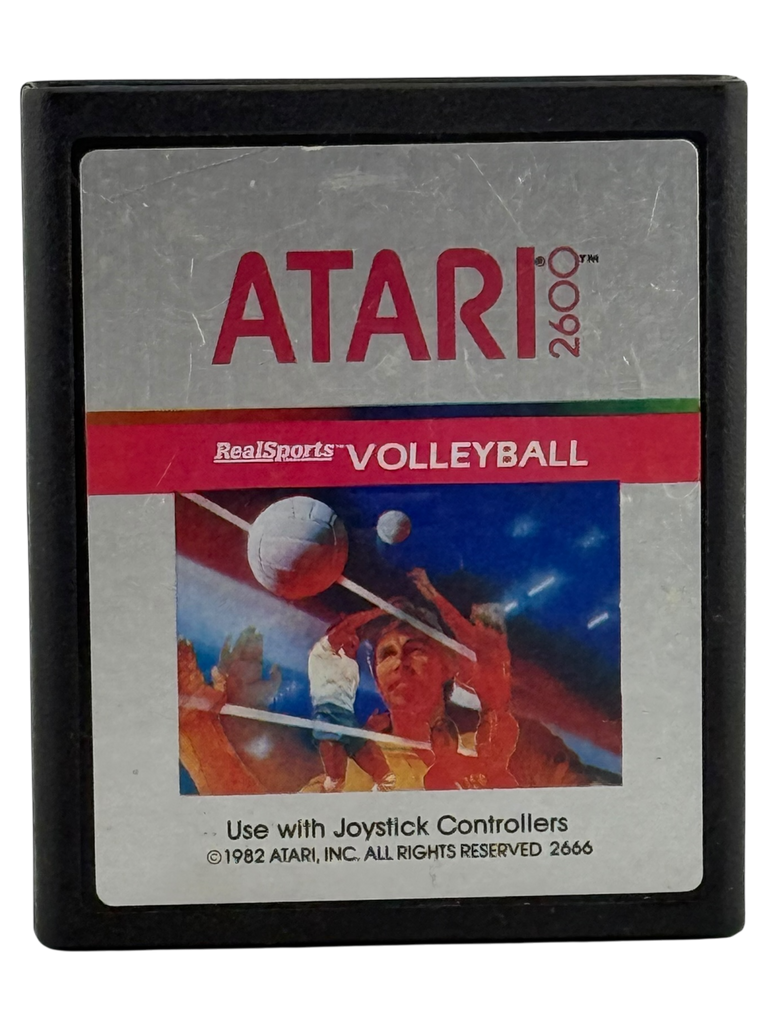 ATARI® 2600™
RealSports™ VOLLEYBALL
Use with Joystick Controllers
©1982 ATARI, INC. ALL RIGHTS RESERVED 2666